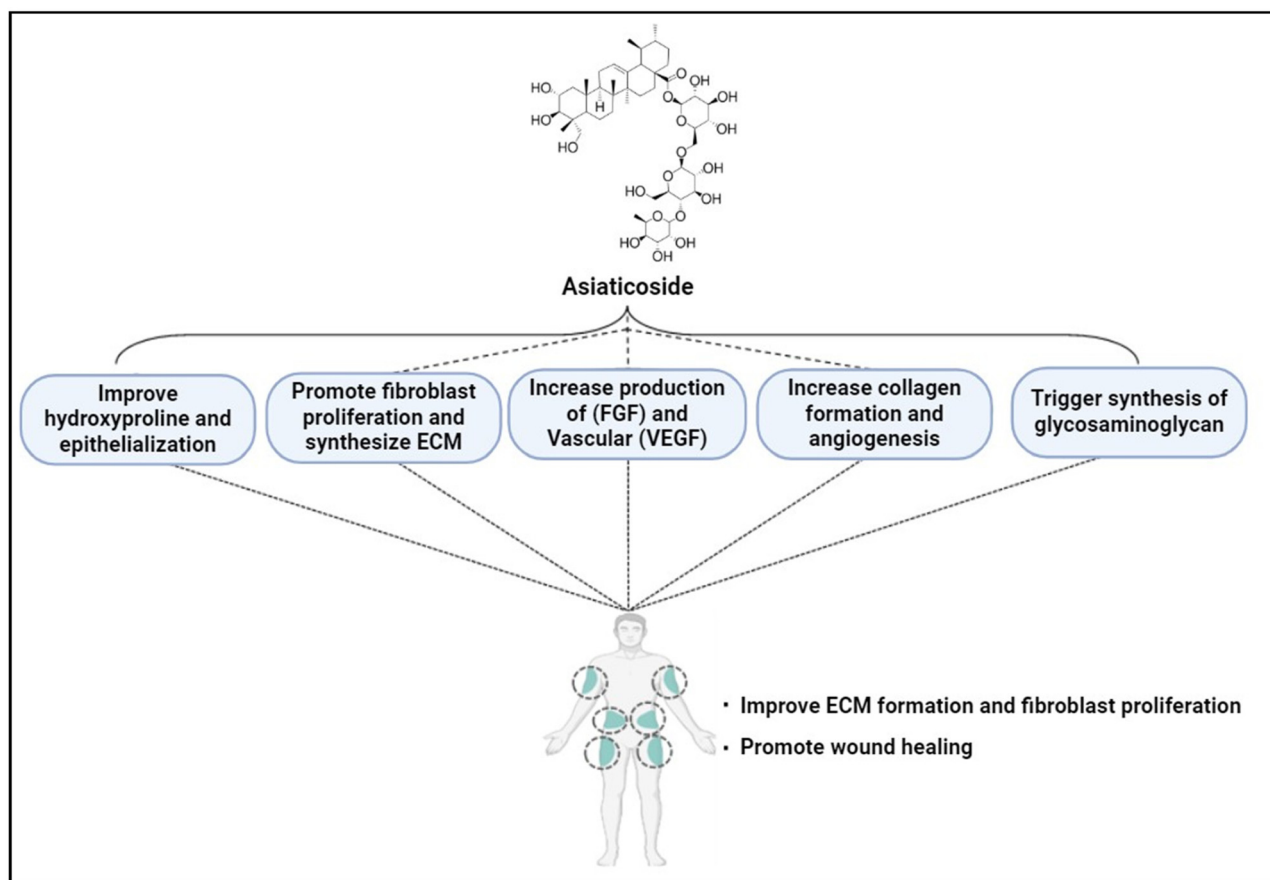 HO
HO
HO
H
O
O
OH
OH
O
OH
O
O
OH
HO
OH
O
O
HO
OH
OH
Asiaticoside
Improve
hydroxyproline and
epithelialization
Promote fibroblast
proliferation and
synthesize ECM
Increase production
of (FGF) and
Vascular (VEGF)
Increase collagen
formation and
angiogenesis
Trigger synthesis of
glycosaminoglycan
· Improve ECM formation and fibroblast proliferation
· Promote wound healing